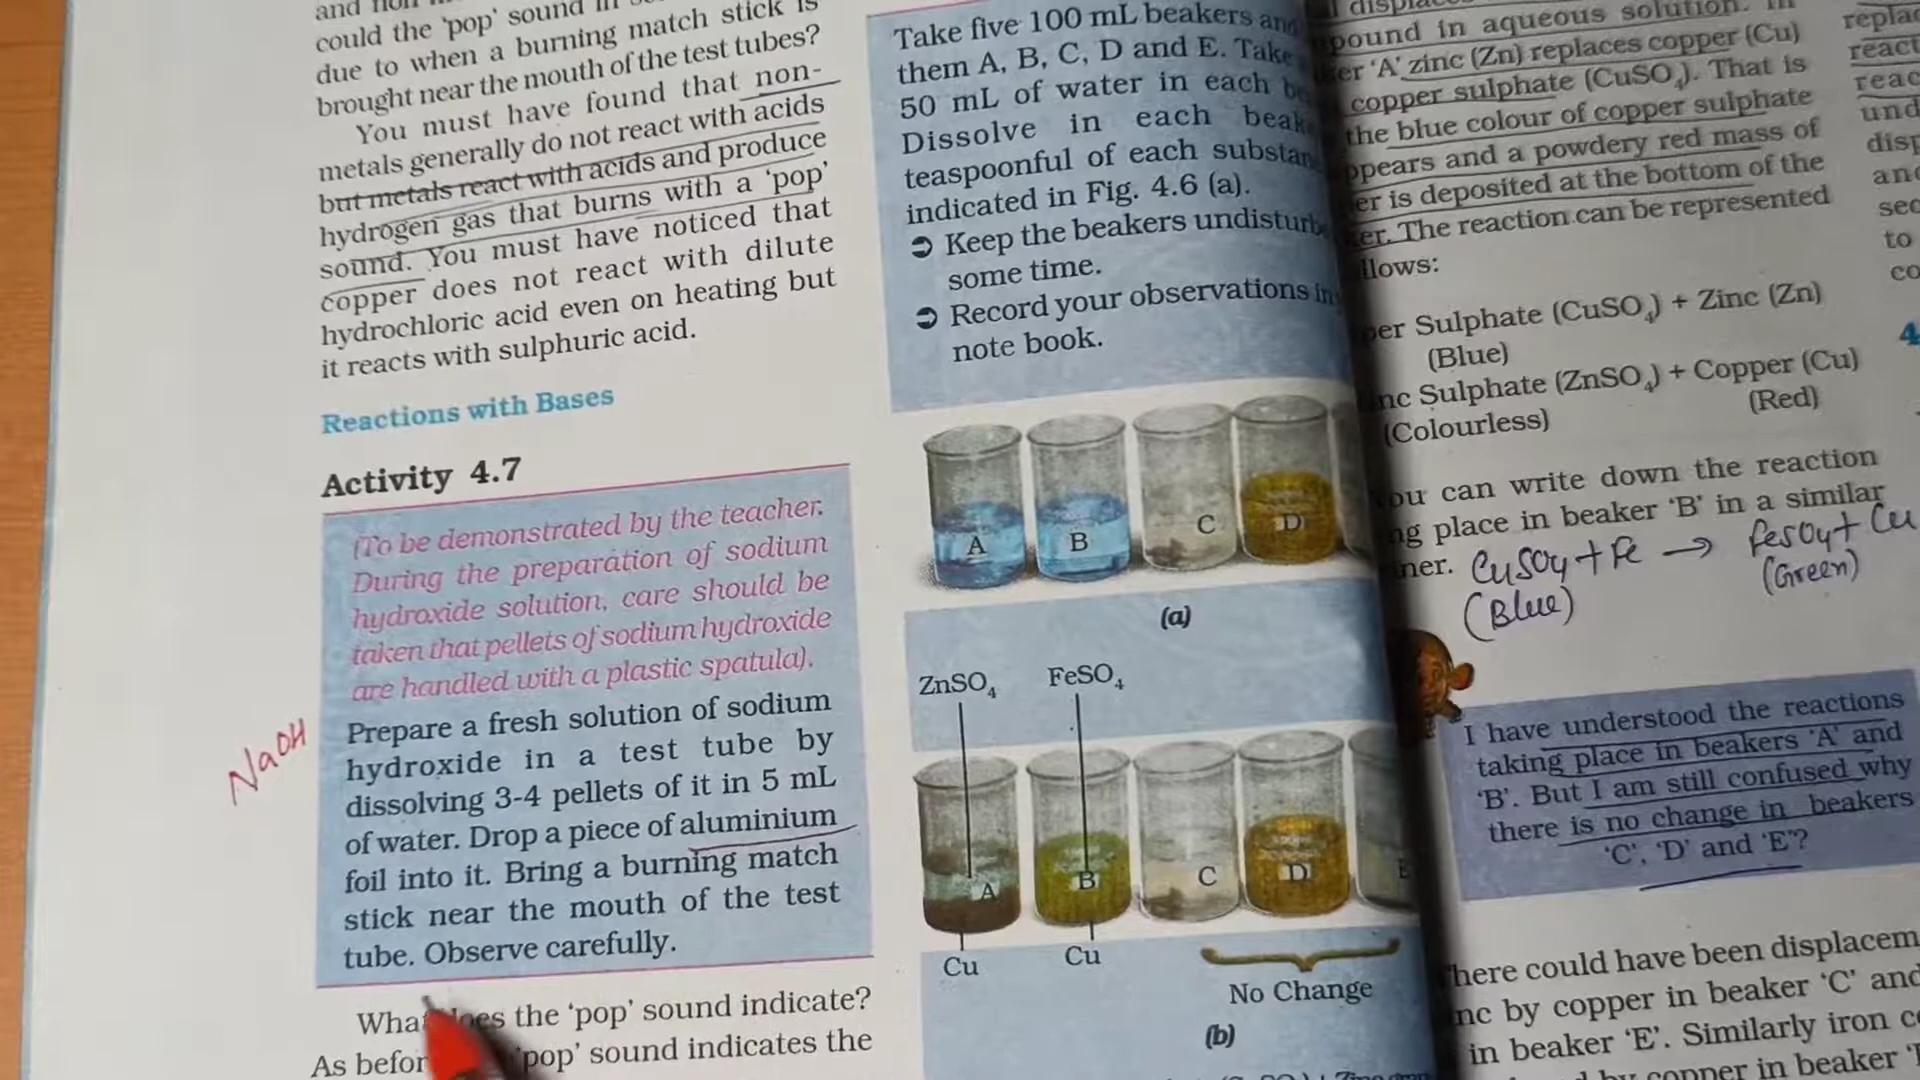 could the 'pop' sound in
due to when a burning match stick is
brought near the mouth of the test tubes?
You must have found that non-
metals generally do not react with acids
but metals react with acids and produce
hydrogen gas that burns with a 'pop'
sound. You must have noticed that
copper does not react with dilute
hydrochloric acid even on heating but
it reacts with sulphuric acid.
Reactions with Bases
Activity 4.7
(To be demonstrated by the teacher.
During the preparation of sodium
hydroxide solution, care should be
taken that pellets of sodium hydroxide
are handled with a plastic spatula).
NaOH
Prepare a fresh solution of sodium
hydroxide in a test tube by
dissolving 3-4 pellets of it in 5 mL
of water. Drop a piece of aluminium
foil into it. Bring a burning match
stick near the mouth of the test
tube. Observe carefully.
the 'pop' sound indicate?
'pop' sound indicates the
Take five 100 mL beakers
them A, B, C, D and E. Take
50 mL of water in each
Dissolve in each
teaspoonful of each
indicated in Fig. 4.6 (a).
➲ Keep the beakers
some time.
➲ Record your observations in
note book.
A B C D
(a)
ZnSO₄ FeSO₄
A B C D E
Cu Cu
No Change
(b)
in aqueous solution. In
'A' zinc (Zn) replaces copper (Cu)
copper sulphate (CuSO₄). That is
the blue colour of copper sulphate
and a powdery red mass of
is deposited at the bottom of the
The reaction can be represented
Sulphate (CuSO₄) + Zinc (Zn)
(Blue)
Sulphate (ZnSO₄) + Copper (Cu)
(Colourless) (Red)
can write down the reaction
place in beaker 'B' in a similar
CuSO4 + Fe → FeSO4 + Cu
(Blue) (Green)
I have understood the reactions
taking place in beakers 'A' and
'B'. But I am still confused why
there is no change in beakers
'C', 'D' and 'E'?
could have been
by copper in beaker 'C' and
in beaker 'E'. Similarly iron
copper in beaker
to